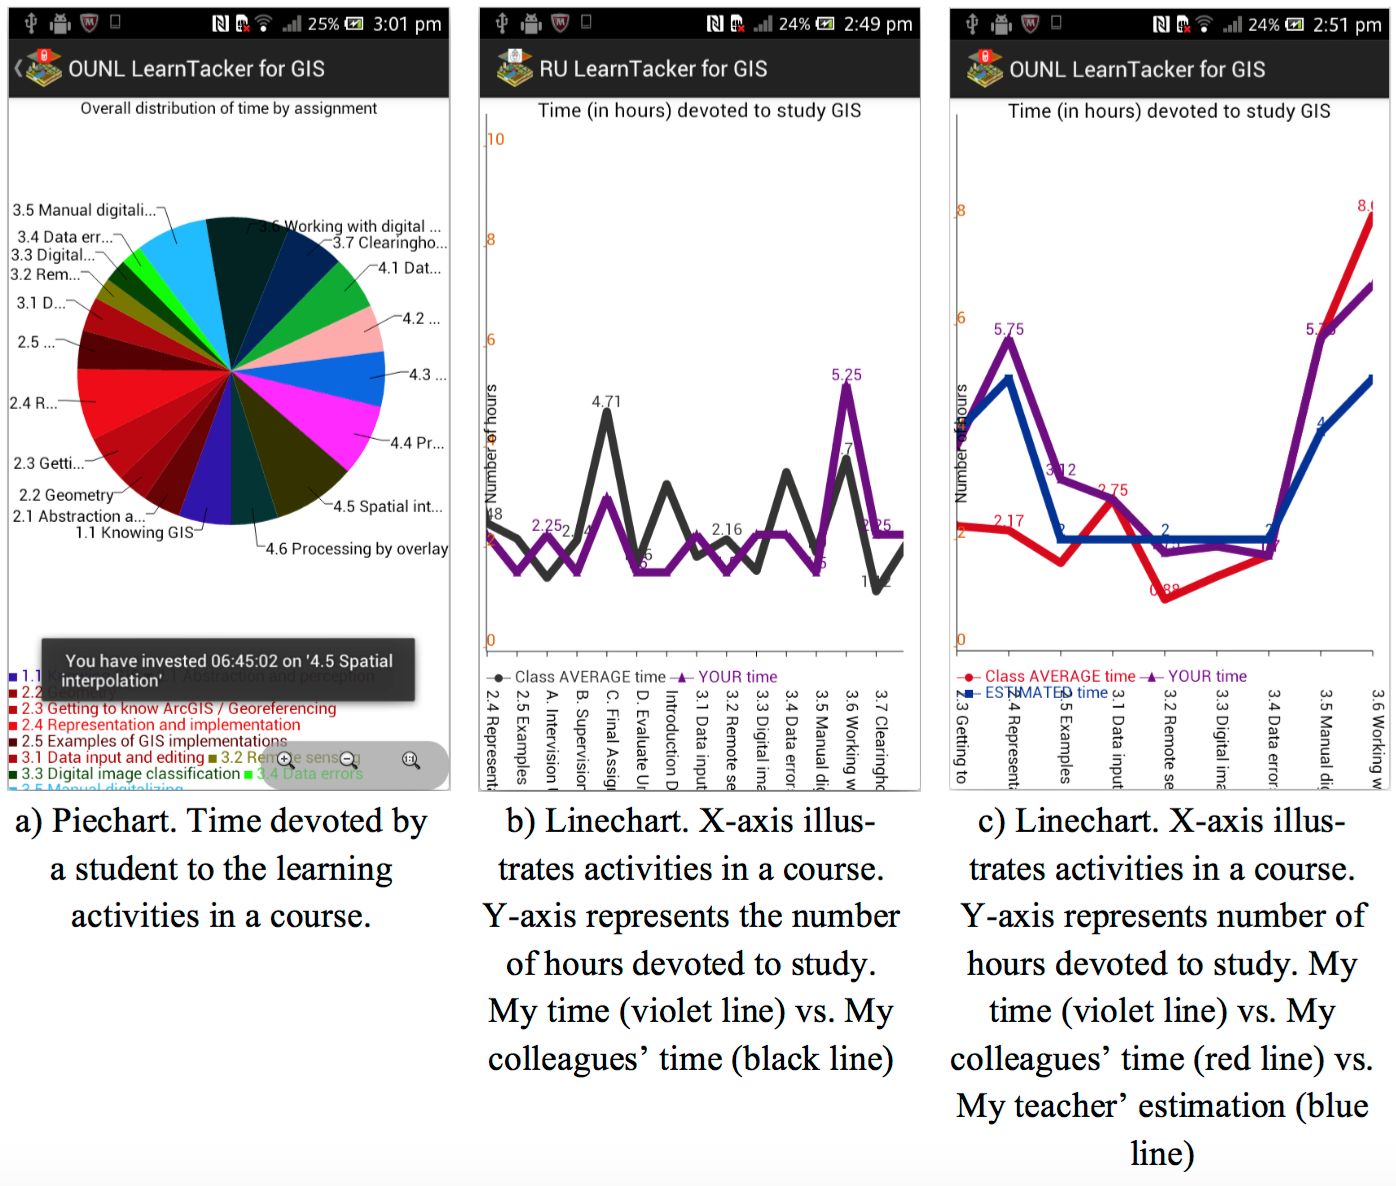 25% 3:01 pm
OUNL LearnTacker for GIS
Overall distribution of time by assignment
3.5 Manual digitali...
3.6 Working with digital ...
3.4 Data err...
3.7 Clearingho...
3.3 Digital...
3.2 Rem...
4.1 Dat...
3.1 D...
4.2 ...
2.5 ...
4.3 ...
2.4 R...
4.4 Pr...
2.3 Getti...
2.2 Geometry
4.5 Spatial int...
2.1 Abstraction a...
1.1 Knowing GIS
4.6 Processing by overlay
You have invested 06:45:02 on '4.5 Spatial
interpolation'
1.1 Abstraction and perception
2.2 Geometry
2.3 Getting to know ArcGIS / Georeferencing
2.4 Representation and implementation
2.5 Examples of GIS implementations
3.1 Data input and editing 3.2 Remote sensing
3.3 Digital image classification 3.4 Data errors
3.5 Manual digitalizing
a) Piechart. Time devoted by
a student to the learning
activities in a course.
24% 2:49 pm
RU LearnTacker for GIS
Time (in hours) devoted to study GIS
10
8
6
4
2
0
Number of hours
48
2.25
4.71
2.16
5.25
Class AVERAGE time YOUR time
2.4 Represent
2.5 Examples
A. Intervision
B. Supervision
C. Final Assig
D. Evaluate Ur
Introduction D
3.1 Data input
3.2 Remote se
3.3 Digital ima
3.4 Data error
3.5 Manual dig
3.6 Working w
3.7 Clearingho
b) Linechart. X-axis illus-
trates activities in a course.
Y-axis represents the number
of hours devoted to study.
My time (violet line) vs. My
colleagues’ time (black line)
24% 2:51 pm
OUNL LearnTacker for GIS
Time (in hours) devoted to study GIS
8
6
2
0
Number of hours
5.75
2.17
3.12
2
2.75
2
0.88
2
5.75
4
Class AVERAGE time YOUR time
ESTIMATED time
2.3 Getting to
2.4 Represent
2.5 Examples
3.1 Data input
3.2 Remote se
3.3 Digital ima
3.4 Data error
3.5 Manual dig
3.6 Working w
c) Linechart. X-axis illus-
trates activities in a course.
Y-axis represents number of
hours devoted to study. My
time (violet line) vs. My
colleagues’ time (red line) vs.
My teacher’ estimation (blue
line)